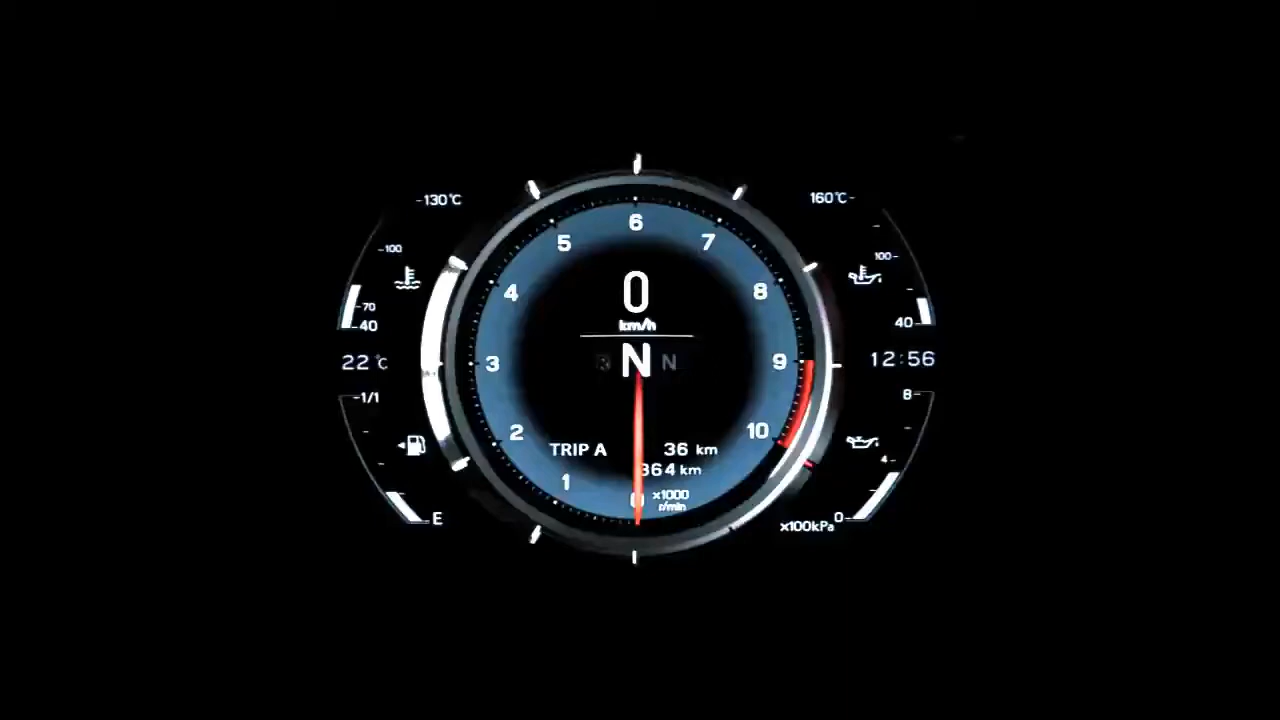 -130℃
-100
-70
-40
22℃
-1/1
E
6
5
7
4
8
3
9
2
10
1
0
0
km/h
N
N
TRIP A 36 km
364 km
x1000
r/min
160℃-
100-
40-
12:56
8-
4-
0-
x100kPa